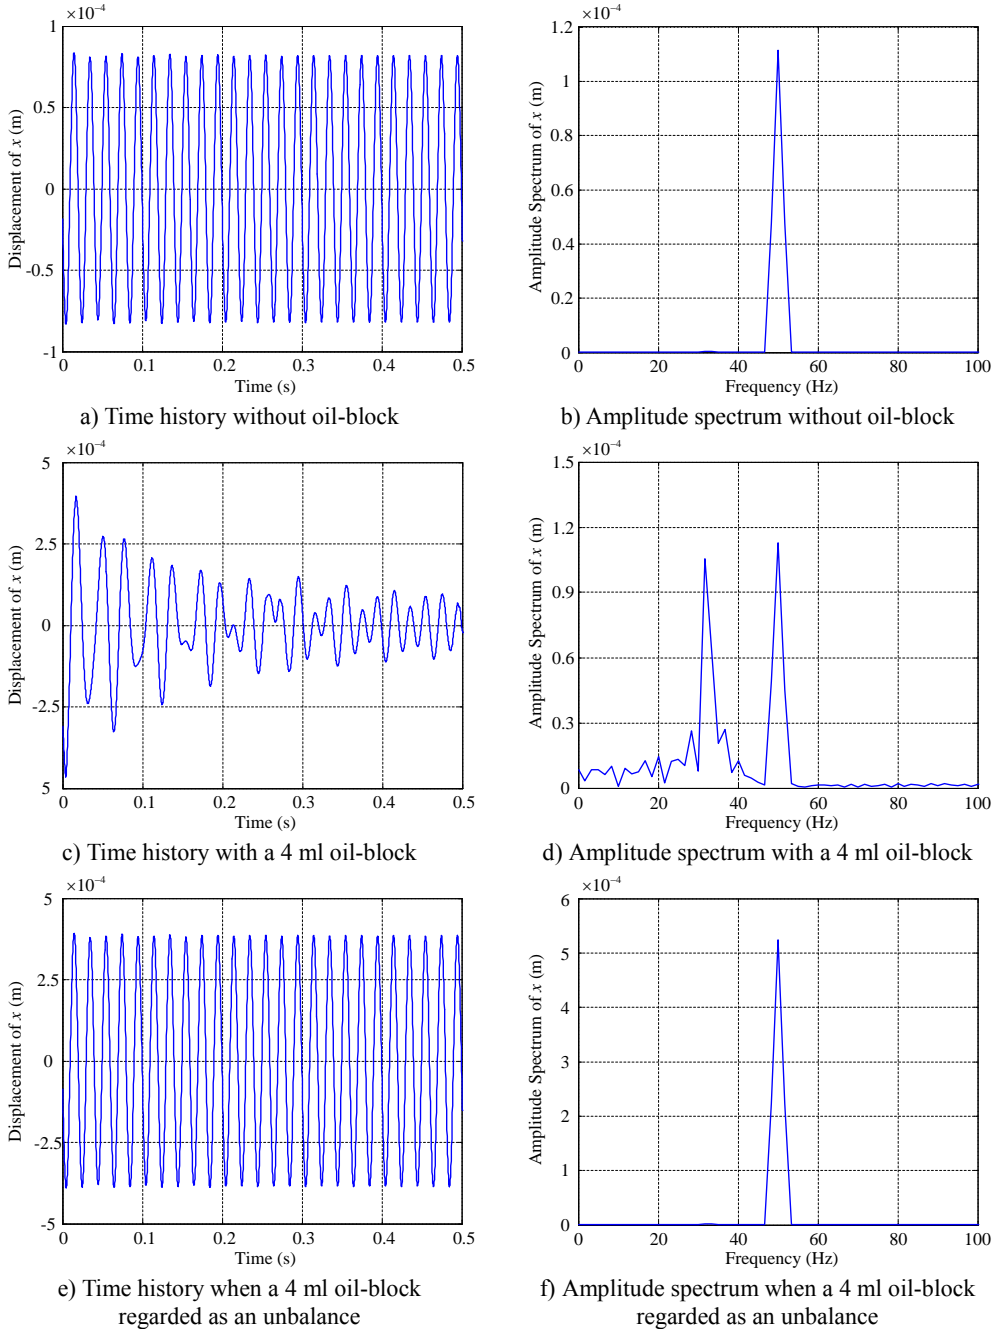 ×10⁻⁴
1
0.5
0
-0.5
-1
Displacement of x (m)
0 0.1 0.2 0.3 0.4 0.5
Time (s)
a) Time history without oil-block
×10⁻⁴
1.2
1
0.8
0.6
0.4
0.2
0
Amplitude Spectrum of x (m)
0 20 40 60 80 100
Frequency (Hz)
b) Amplitude spectrum without oil-block
×10⁻⁴
5
2.5
0
-2.5
5
Displacement of x (m)
0 0.1 0.2 0.3 0.4 0.5
Time (s)
c) Time history with a 4 ml oil-block
×10⁻⁴
1.5
1.2
0.9
0.6
0.3
0
Amplitude Spectrum of x (m)
0 20 40 60 80 100
Frequency (Hz)
d) Amplitude spectrum with a 4 ml oil-block
×10⁻⁴
5
2.5
0
-2.5
-5
Displacement of x (m)
0 0.1 0.2 0.3 0.4 0.5
Time (s)
e) Time history when a 4 ml oil-block
regarded as an unbalance
×10⁻⁴
6
5
4
3
2
1
0
Amplitude Spectrum of x (m)
0 20 40 60 80 100
Frequency (Hz)
f) Amplitude spectrum when a 4 ml oil-block
regarded as an unbalance